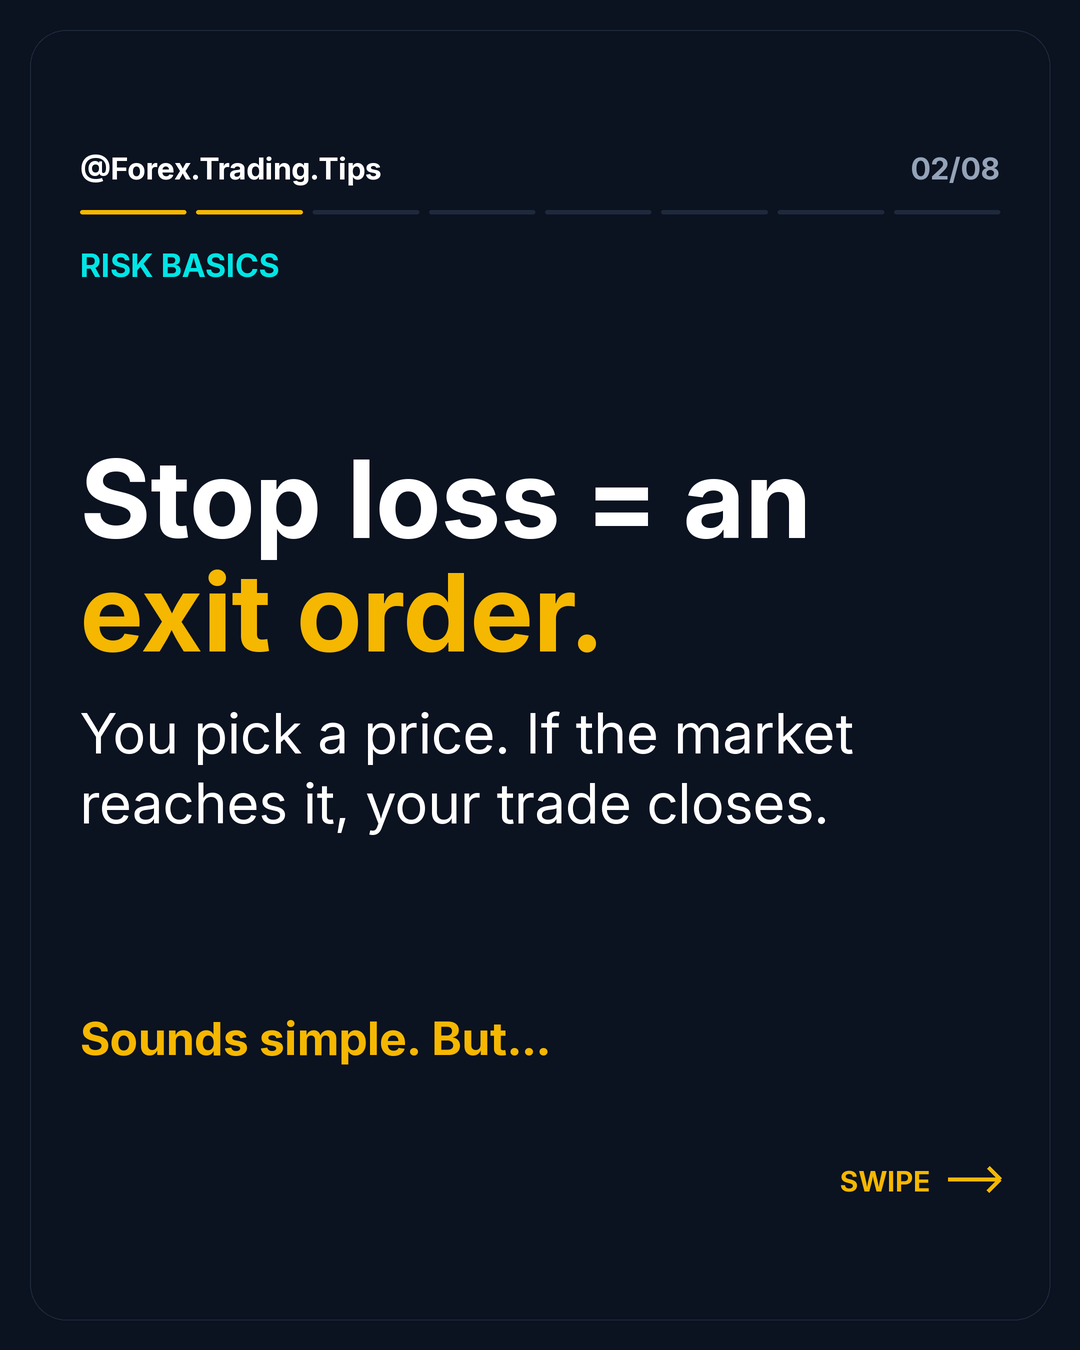 @Forex.Trading.Tips
02/08
RISK BASICS
Stop loss = an
exit order.
You pick a price. If the market
reaches it, your trade closes.
Sounds simple. But...
SWIPE